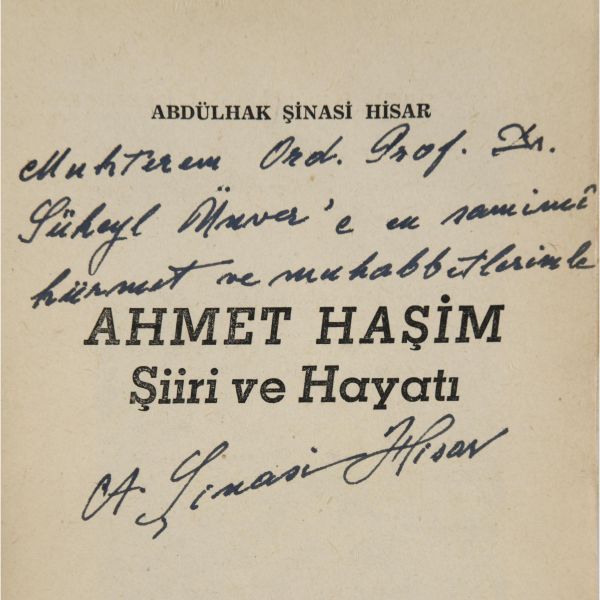 ABDÜLHAK ŞİNASİ HİSAR
Muhterem Ord. Prof. Dr.
Süheyl Ünver'e en samimî
hürmet ve muhabbetlerimle
AHMET HAŞİM
Şiiri ve Hayatı
A. Şinasi Hisar